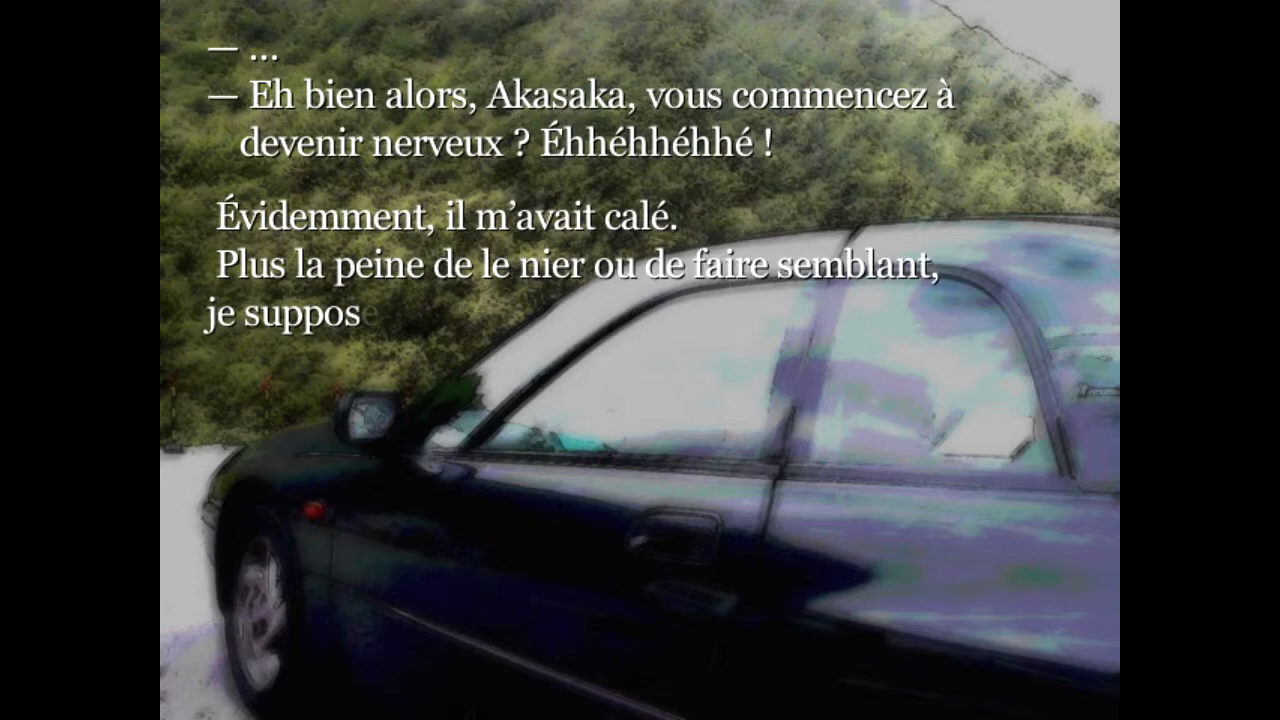 — ...
— Eh bien alors, Akasaka, vous commencez à
devenir nerveux ? Éhhéhhéhhé !
Évidemment, il m’avait calé.
Plus la peine de le nier ou de faire semblant,
je suppose